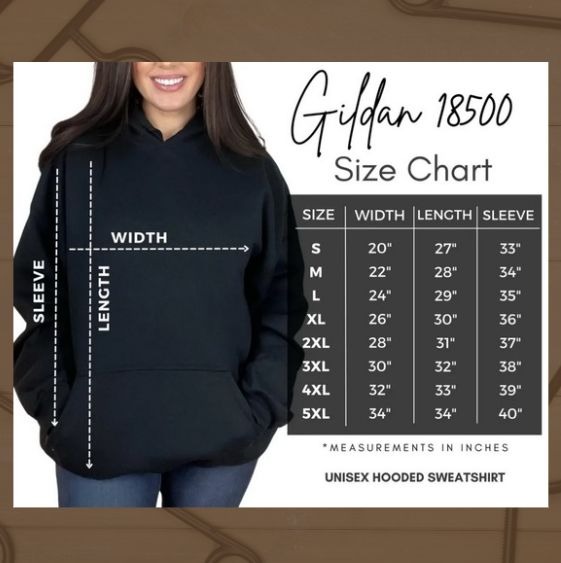 Gildan 18500
Size Chart
SIZE WIDTH LENGTH SLEEVE
S 20" 27" 33"
M 22" 28" 34"
L 24" 29" 35"
XL 26" 30" 36"
2XL 28" 31" 37"
3XL 30" 32" 38"
4XL 32" 33" 39"
5XL 34" 34" 40"
*MEASUREMENTS IN INCHES
UNISEX HOODED SWEATSHIRT
WIDTH
SLEEVE
LENGTH